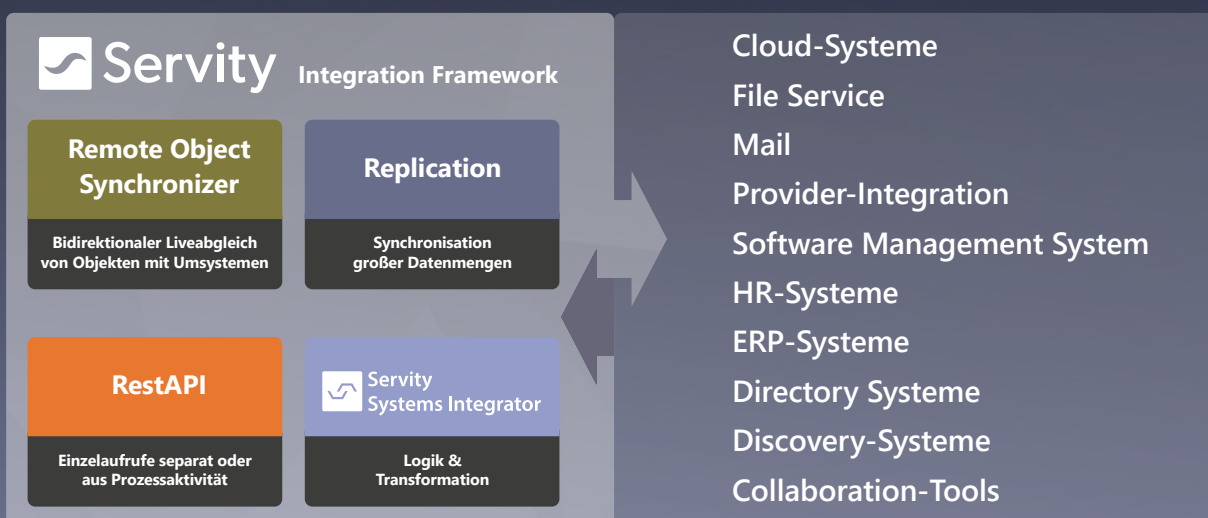 Servity Integration Framework
Remote Object
Synchronizer
Bidirektionaler Liveabgleich
von Objekten mit Umsystemen
Replication
Synchronisation
großer Datenmengen
RestAPI
Einzelaufrufe separat oder
aus Prozessaktivität
Servity
Systems Integrator
Logik &
Transformation
Cloud-Systeme
File Service
Mail
Provider-Integration
Software Management System
HR-Systeme
ERP-Systeme
Directory Systeme
Discovery-Systeme
Collaboration-Tools